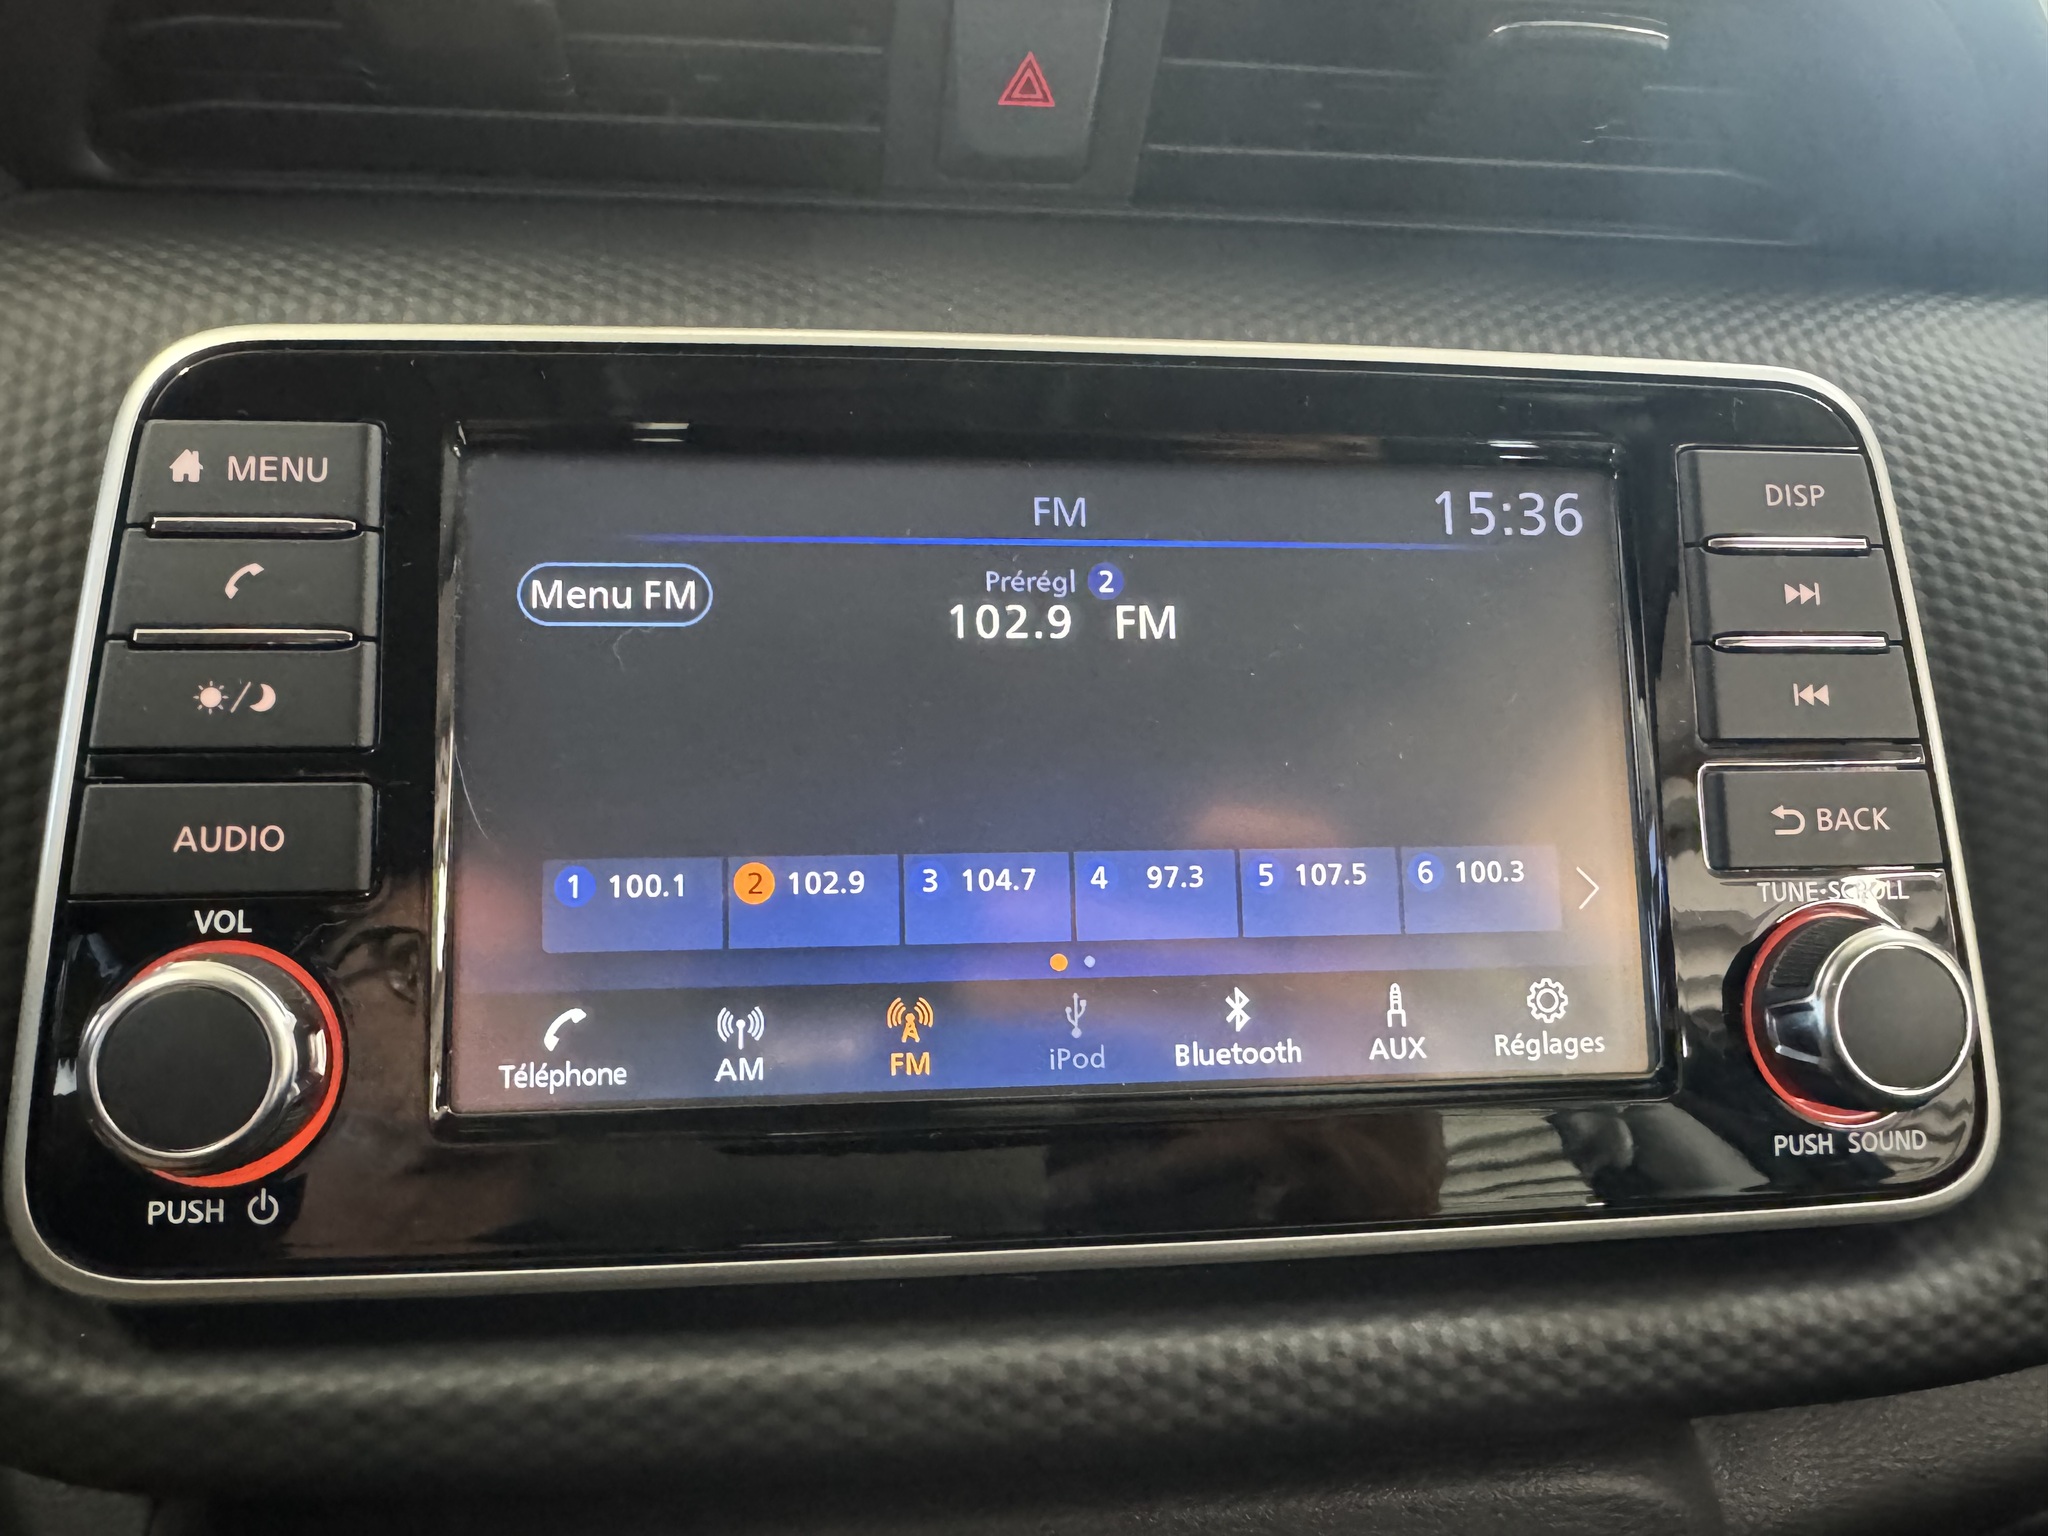 MENU
DISP
FM
15:36
Menu FM
Prérégl 2
102.9 FM
AUDIO
BACK
1 100.1
2 102.9
3 104.7
4 97.3
5 107.5
6 100.3
VOL
TUNE·SCROLL
Téléphone
AM
FM
iPod
Bluetooth
AUX
Réglages
PUSH
PUSH SOUND